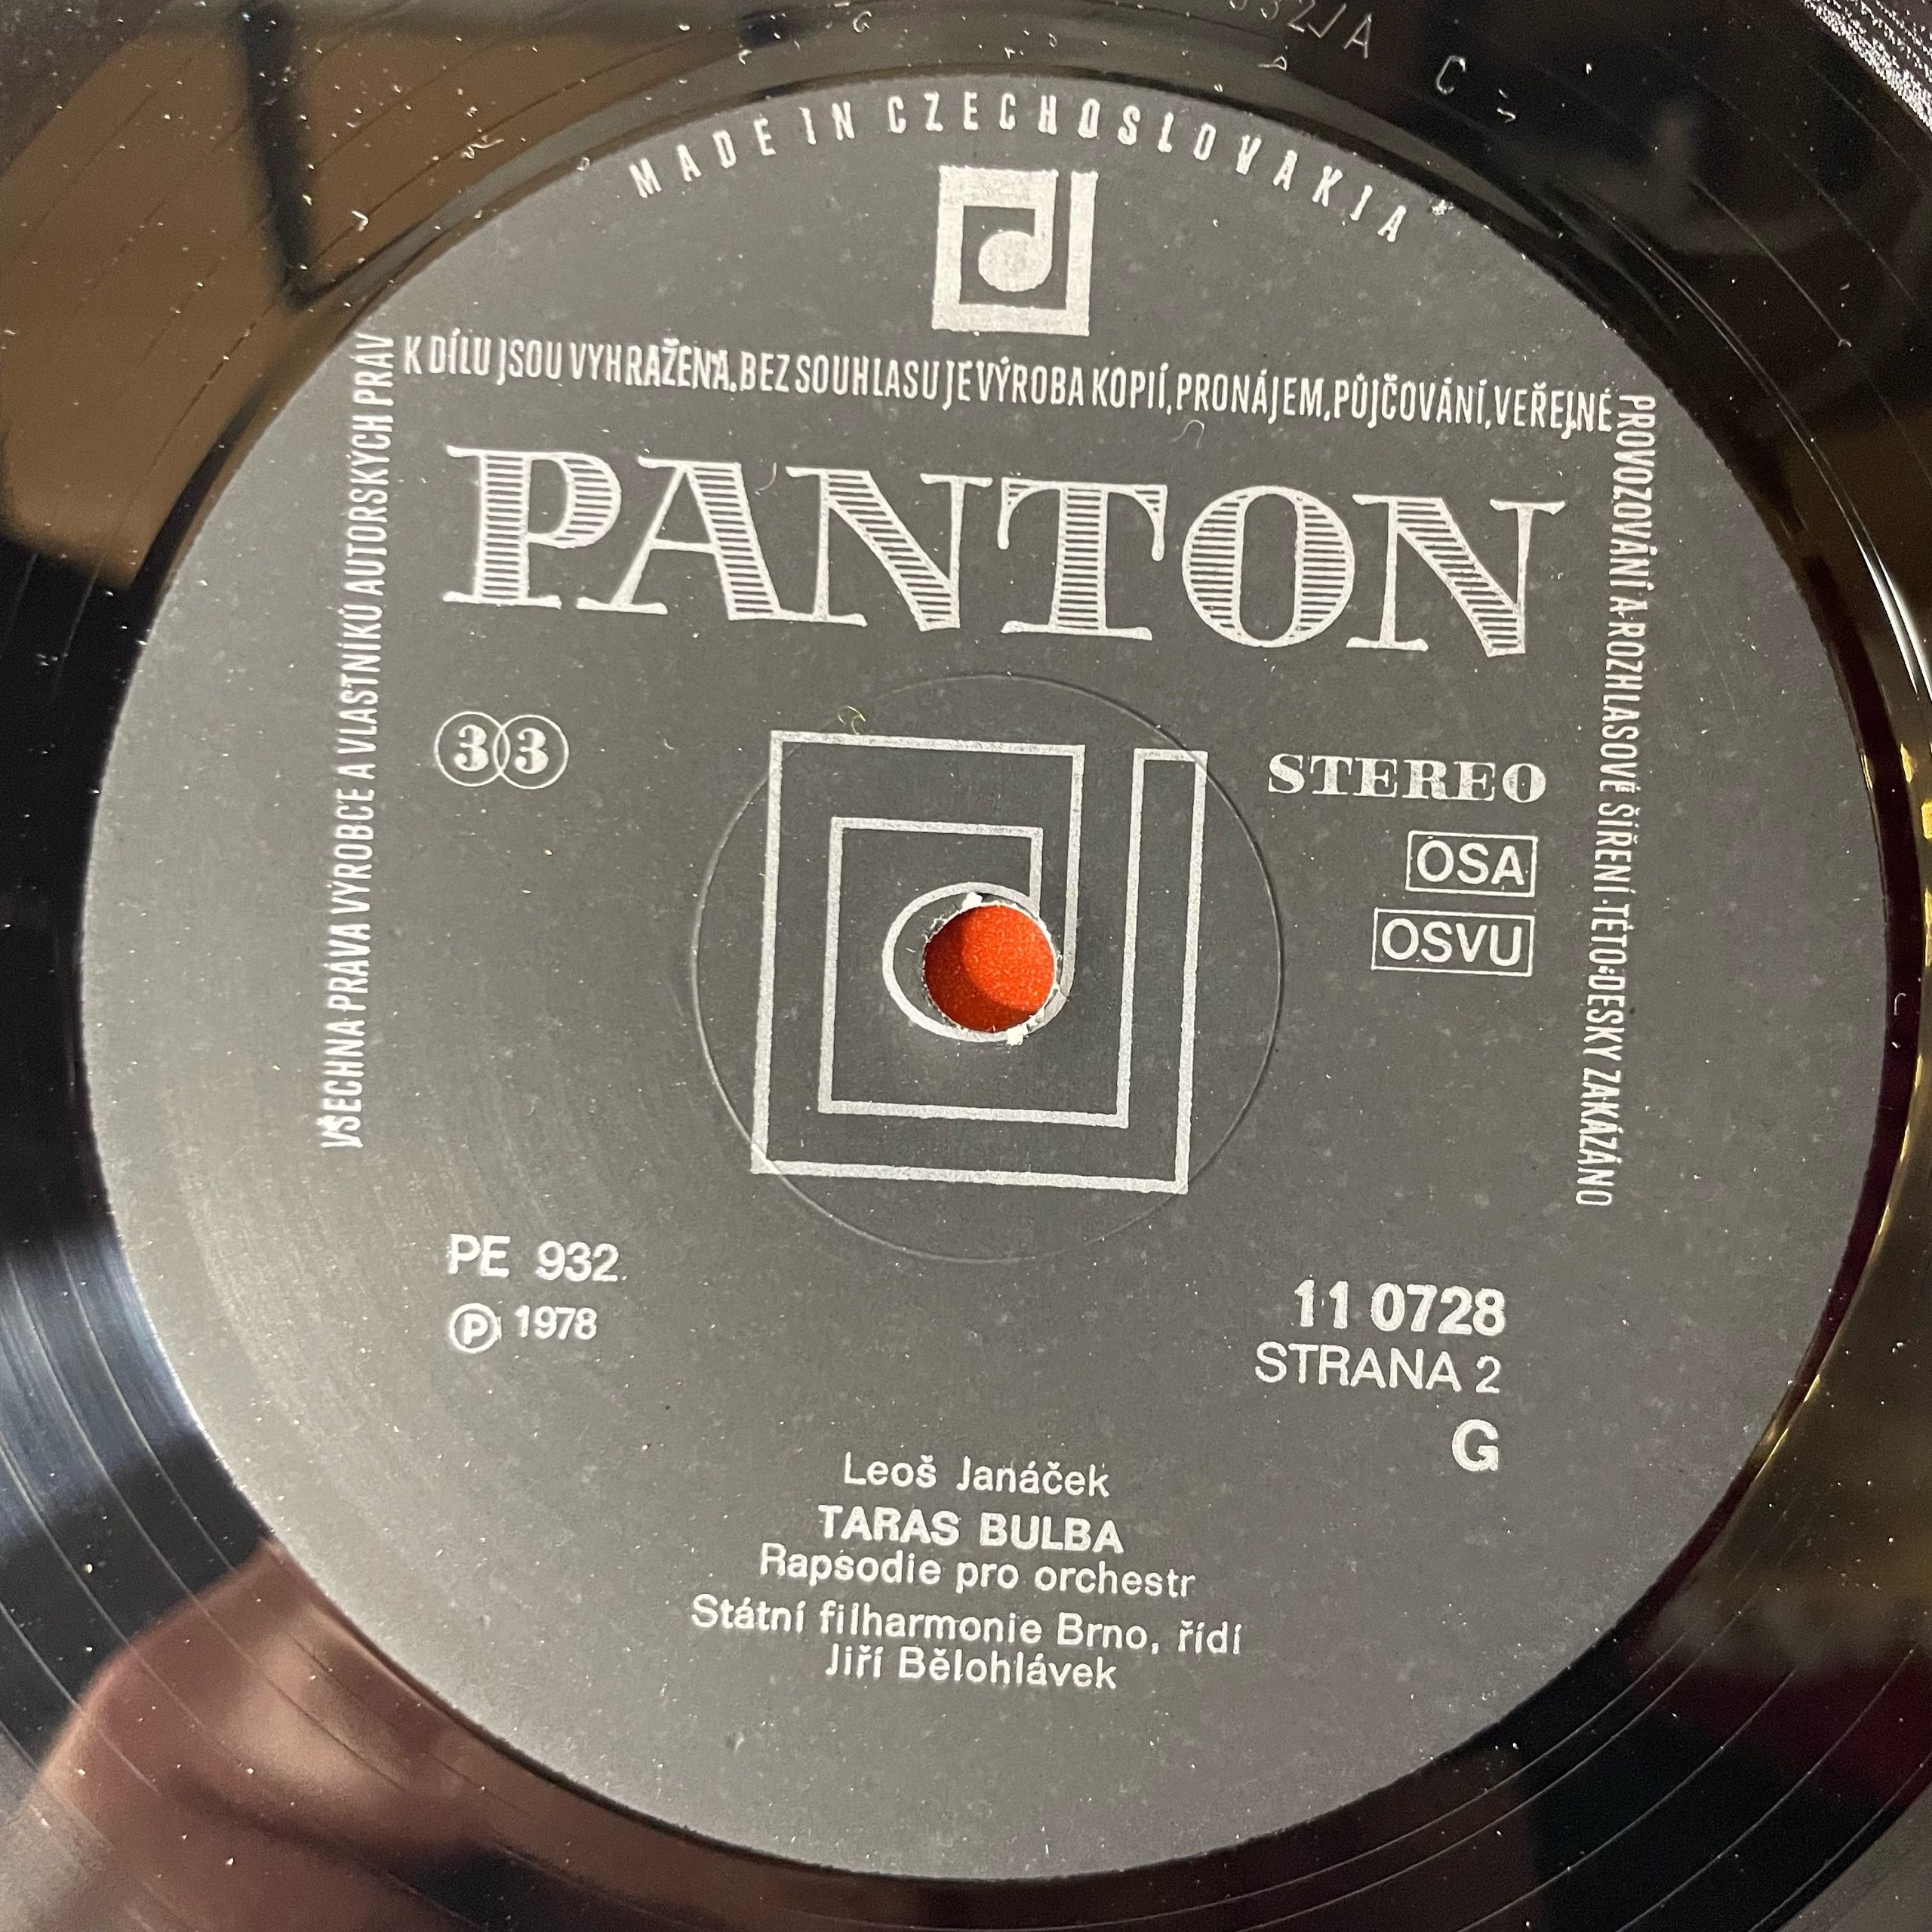 MADE IN CZECHOSLOVAKIA
VŠECHNA PRÁVA VÝROBCE A VLASTNÍKŮ AUTORSKÝCH PRÁV
K DÍLU JSOU VYHRAŽENA. BEZ SOUHLASU JE VÝROBA KOPIÍ, PRONÁJEM, PŮJČOVÁNÍ, VEŘEJNÉ
PROVOZOVÁNÍ A ROZHLASOVÉ ŠÍŘENÍ TÉTO DESKY ZAKÁZÁNO
PANTON
33
STEREO
OSA
OSVU
PE 932
Ⓟ 1978
11 0728
STRANA 2
G
Leoš Janáček
TARAS BULBA
Rapsodie pro orchestr
Státní filharmonie Brno, řídí
Jiří Bělohlávek